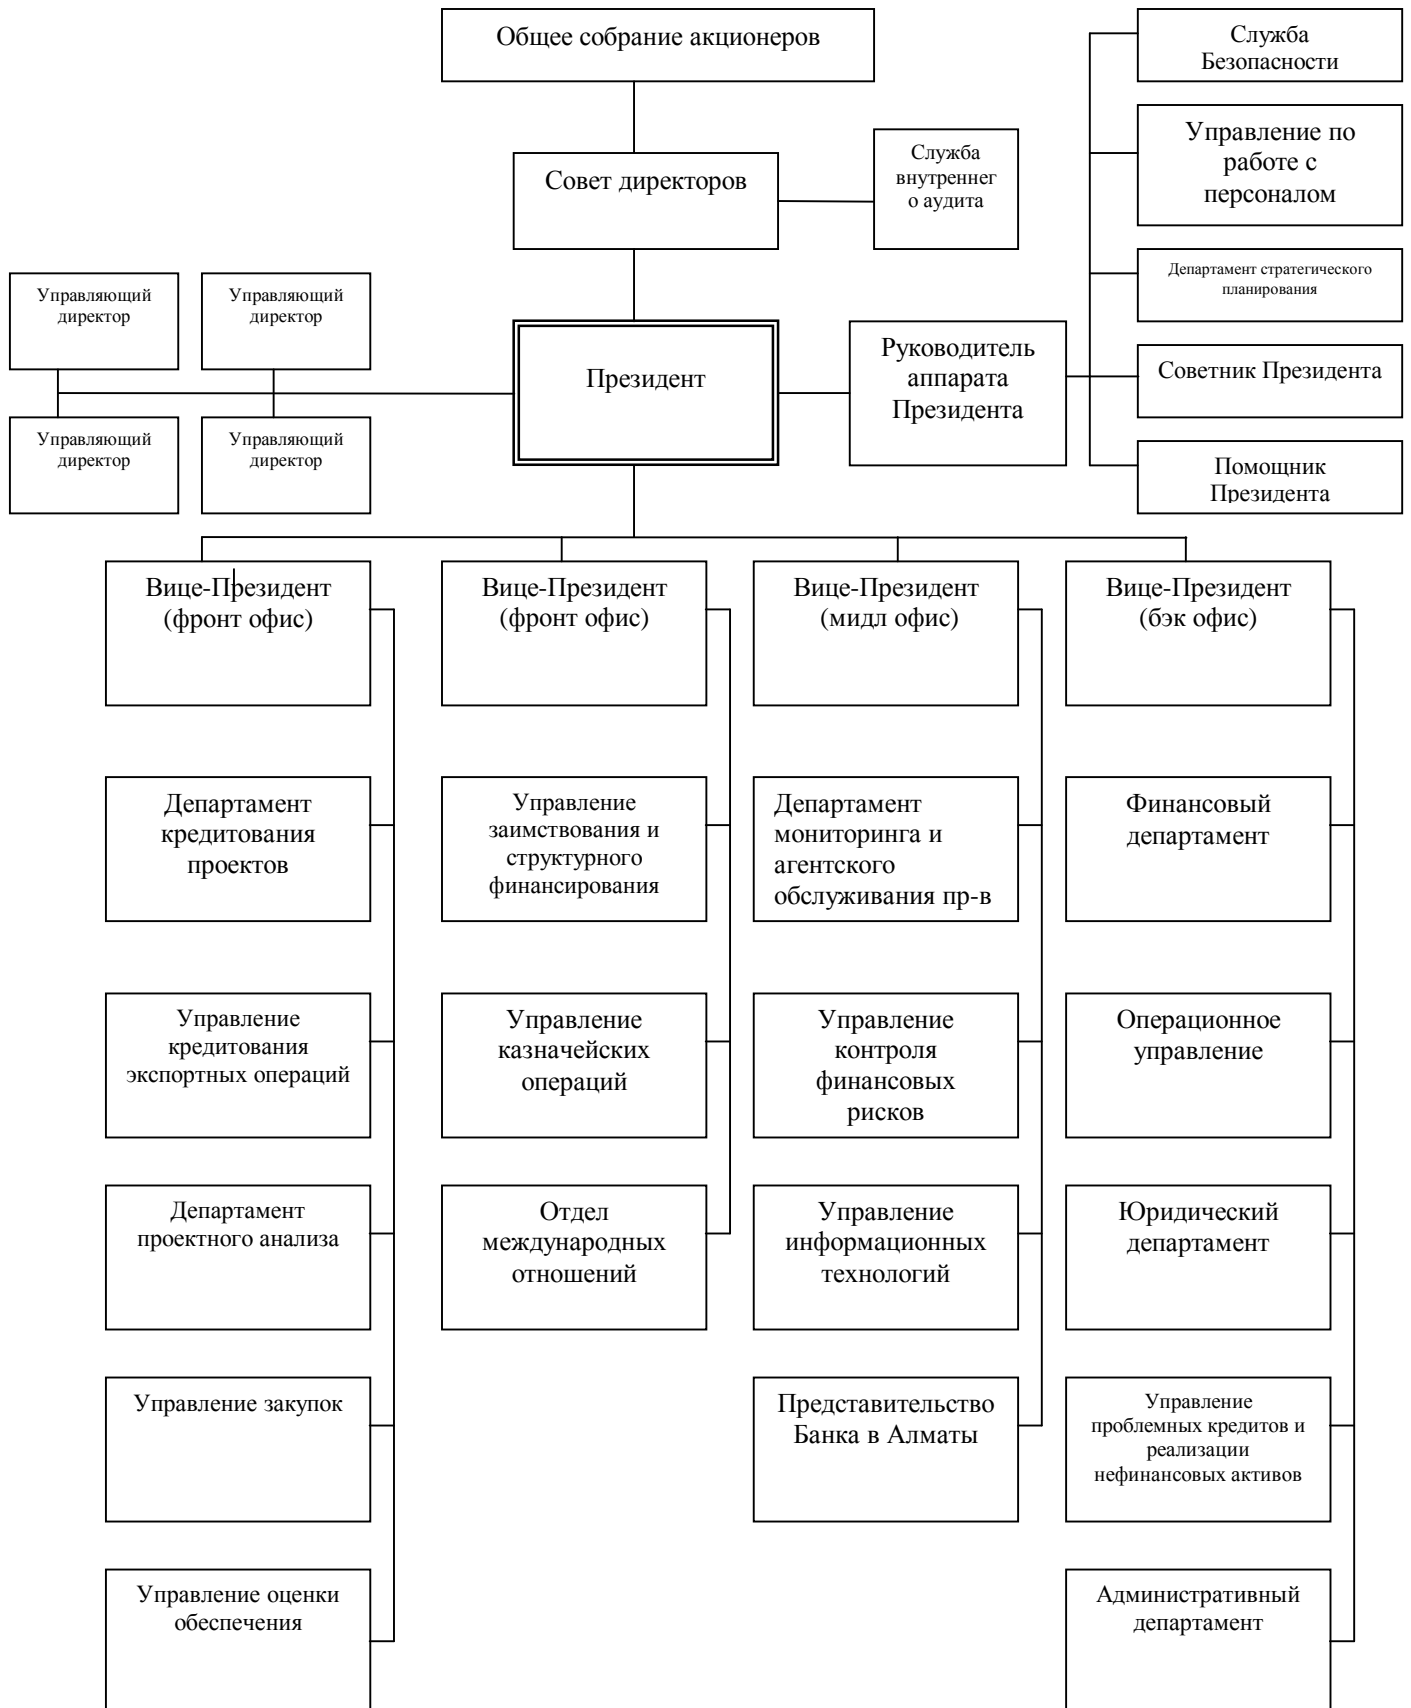 Общее собрание акционеров
Служба
Безопасности
Управление по
работе с
персоналом
Совет директоров
Служба
внутреннег
о аудита
Департамент стратегического
планирования
Управляющий
директор
Управляющий
директор
Президент
Руководитель
аппарата
Президента
Советник Президента
Управляющий
директор
Управляющий
директор
Помощник
Президента
Вице-Президент
(фронт офис)
Вице-Президент
(фронт офис)
Вице-Президент
(мидл офис)
Вице-Президент
(бэк офис)
Департамент
кредитования
проектов
Управление
заимствования и
структурного
финансирования
Департамент
мониторинга и
агентского
обслуживания пр-в
Финансовый
департамент
Управление
кредитования
экспортных операций
Управление
казначейских
операций
Управление
контроля
финансовых
рисков
Операционное
управление
Департамент
проектного анализа
Отдел
международных
отношений
Управление
информационных
технологий
Юридический
департамент
Управление закупок
Представительство
Банка в Алматы
Управление
проблемных кредитов и
реализации
нефинансовых активов
Управление оценки
обеспечения
Административный
департамент